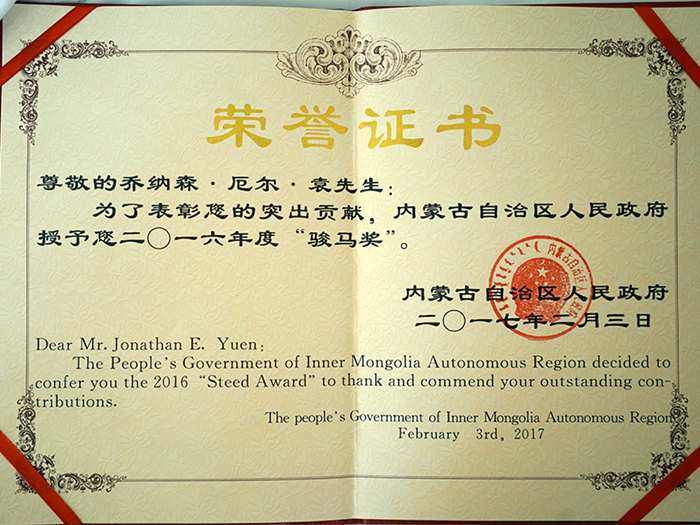 荣誉证书
尊敬的乔纳森·厄尔·袁先生:
为了表彰您的突出贡献,内蒙古自治区人民政府
授予您二〇一六年度“骏马奖”。
内蒙古自治区人民政府
二〇一七年二月三日
Dear Mr. Jonathan E. Yuen:
The People's Government of Inner Mongolia Autonomous Region decided to
confer you the 2016 “Steed Award” to thank and commend your outstanding con-
tributions.
The people's Government of Inner Mongolia Autonomous Region
February 3rd, 2017